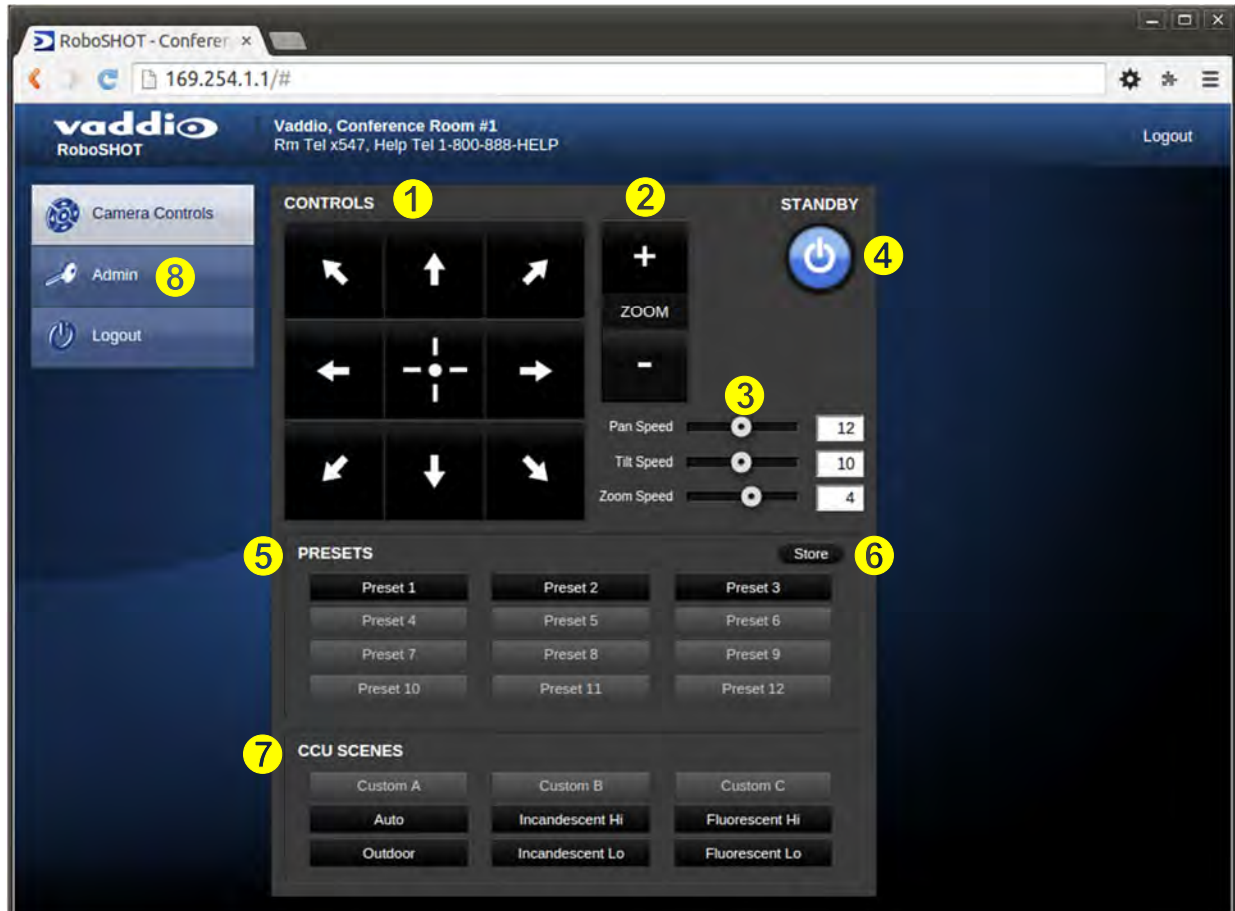 RoboSHOT - Conferer ×
169.254.1.1/#
vaddio
RoboSHOT
Vaddio, Conference Room #1
Rm Tel x547, Help Tel 1-800-888-HELP
Logout
Camera Controls
Admin 8
Logout
CONTROLS 1
2
STANDBY
4
+
ZOOM
-
3
Pan Speed 12
Tilt Speed 10
Zoom Speed 4
5 PRESETS Store 6
Preset 1 Preset 2 Preset 3
Preset 4 Preset 5 Preset 6
Preset 7 Preset 8 Preset 9
Preset 10 Preset 11 Preset 12
7 CCU SCENES
Custom A Custom B Custom C
Auto Incandescent Hi Fluorescent Hi
Outdoor Incandescent Lo Fluorescent Lo